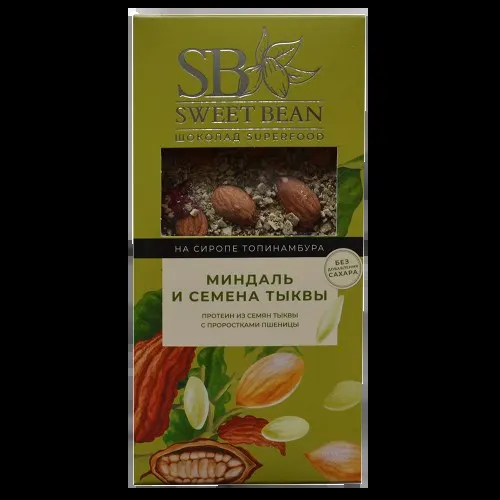 SB
SWEET BEAN
ШОКОЛАД SUPERFOOD
НА СИРОПЕ ТОПИНАМБУРА
БЕЗ
ДОБАВЛЕНИЯ
САХАРА
МИНДАЛЬ
И СЕМЕНА ТЫКВЫ
ПРОТЕИН ИЗ СЕМЯН ТЫКВЫ
С ПРОРОСТКАМИ ПШЕНИЦЫ